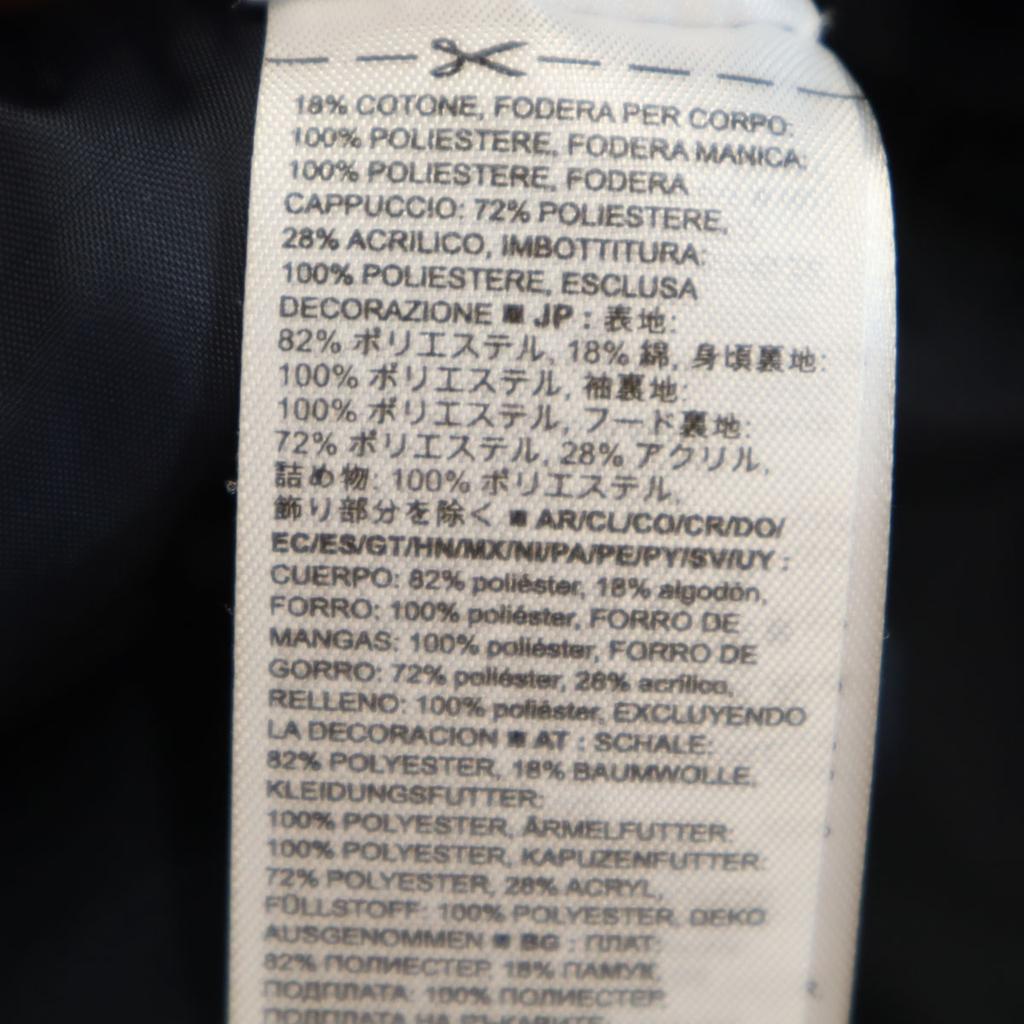 18% COTONE, FODERA PER CORPO:
100% POLIESTERE, FODERA MANICA:
100% POLIESTERE, FODERA
CAPPUCCIO: 72% POLIESTERE,
28% ACRILICO, IMBOTTITURA:
100% POLIESTERE, ESCLUSA
DECORAZIONE ■ JP : 表地:
82% ポリエステル, 18% 綿, 身頃裏地:
100% ポリエステル, 袖裏地:
100% ポリエステル, フード裏地:
72% ポリエステル, 28% アクリル,
詰め物: 100% ポリエステル,
飾り部分を除く ■ AR/CL/CO/CR/DO/
EC/ES/GT/HN/MX/NI/PA/PE/PY/SV/UY :
CUERPO: 82% poliéster, 18% algodón,
FORRO: 100% poliéster, FORRO DE
MANGAS: 100% poliéster, FORRO DE
GORRO: 72% poliéster, 28% acrílico,
RELLENO: 100% poliéster, EXCLUYENDO
LA DECORACION ■ AT : SCHALE:
82% POLYESTER, 18% BAUMWOLLE,
KLEIDUNGSFUTTER:
100% POLYESTER, ÄRMELFUTTER:
100% POLYESTER, KAPUZENFUTTER:
72% POLYESTER, 28% ACRYL,
FÜLLSTOFF: 100% POLYESTER, DEKO
AUSGENOMMEN ■ BG : ПЛАТ:
82% ПОЛИЕСТЕР, 18% ПАМУК,
ПОДПЛАТА: 100% ПОЛИЕСТЕР,
ПОДПЛАТА НА РЪКАВИТЕ: